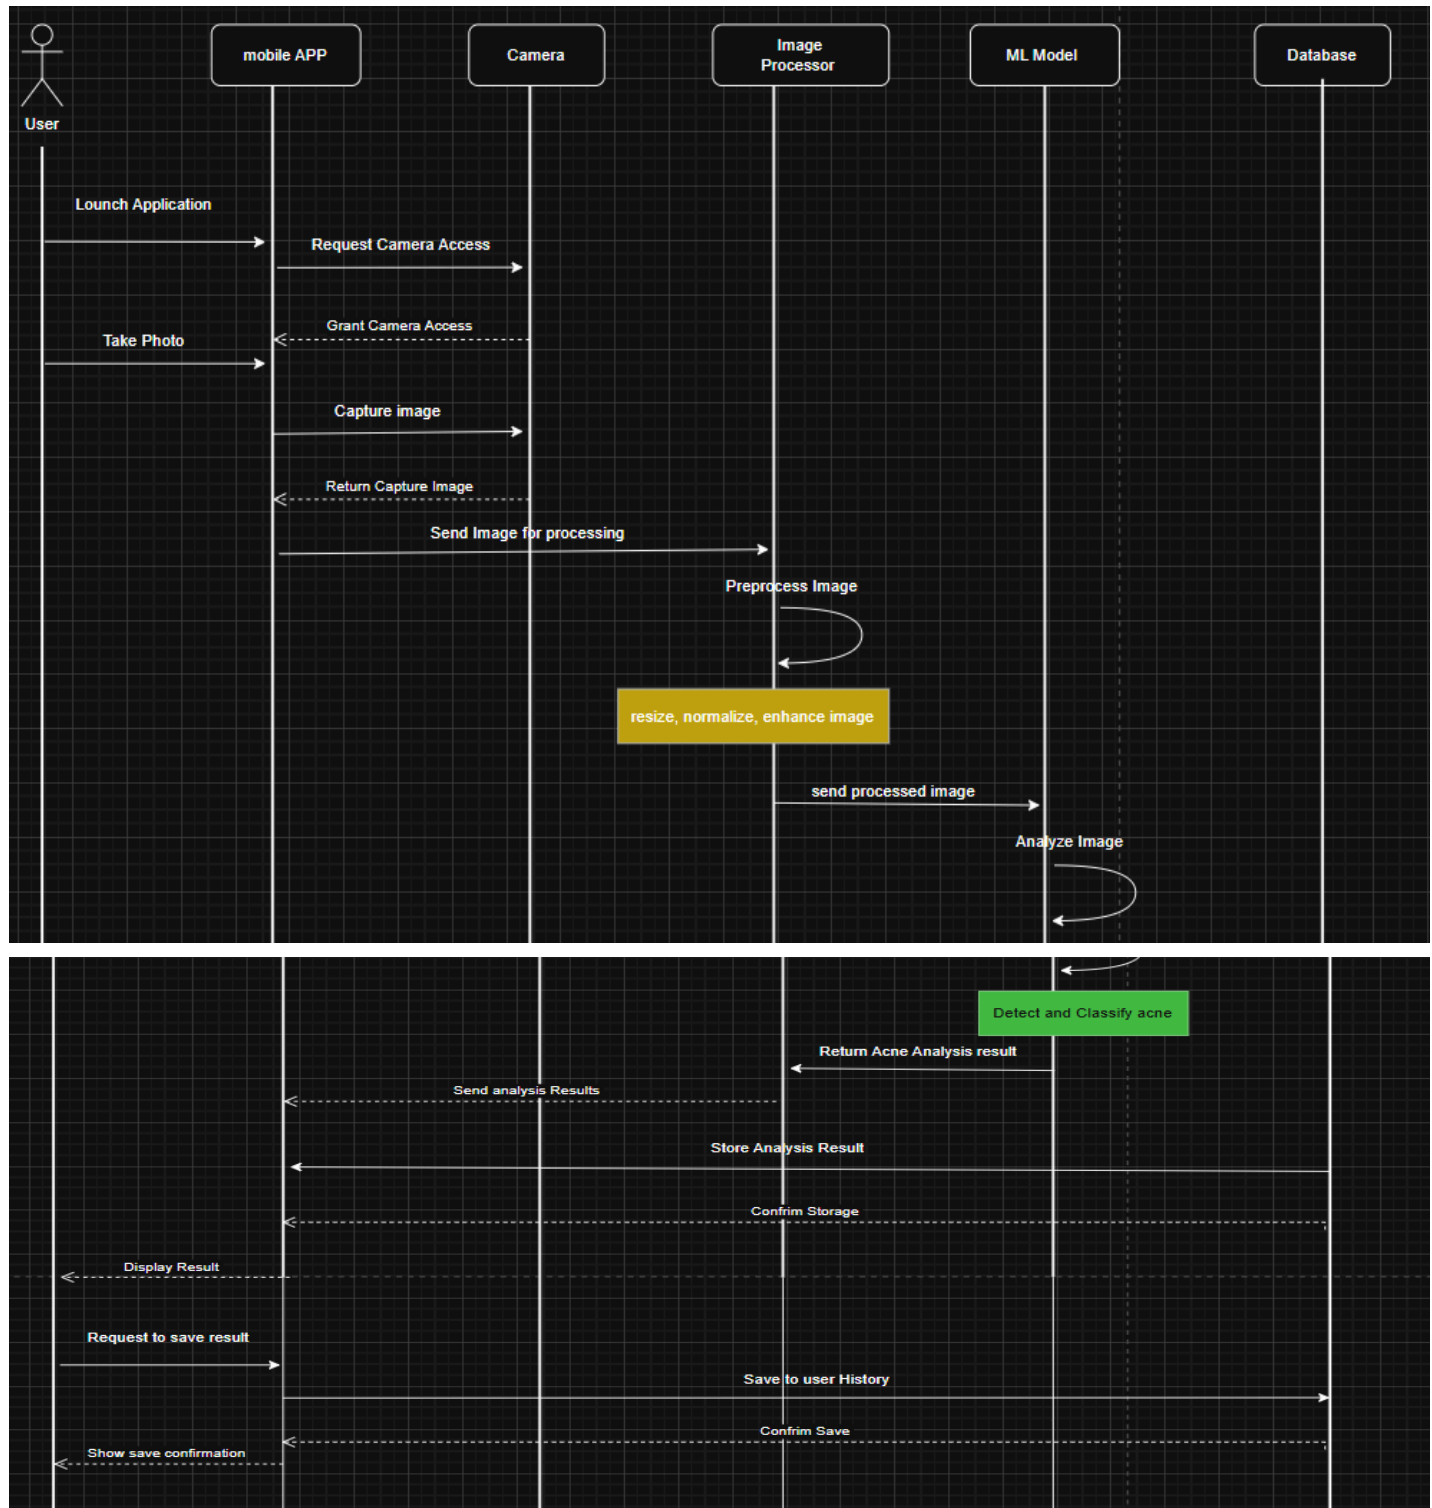 mobile APP
Camera
Image
Processor
ML Model
Database
User
Lounch Application
Request Camera Access
Grant Camera Access
Take Photo
Capture image
Return Capture Image
Send Image for processing
Preprocess Image
resize, normalize, enhance image
send processed image
Analyze Image
Detect and Classify acne
Return Acne Analysis result
Send analysis Results
Store Analysis Result
Confrim Storage
Display Result
Request to save result
Save to user History
Confrim Save
Show save confirmation